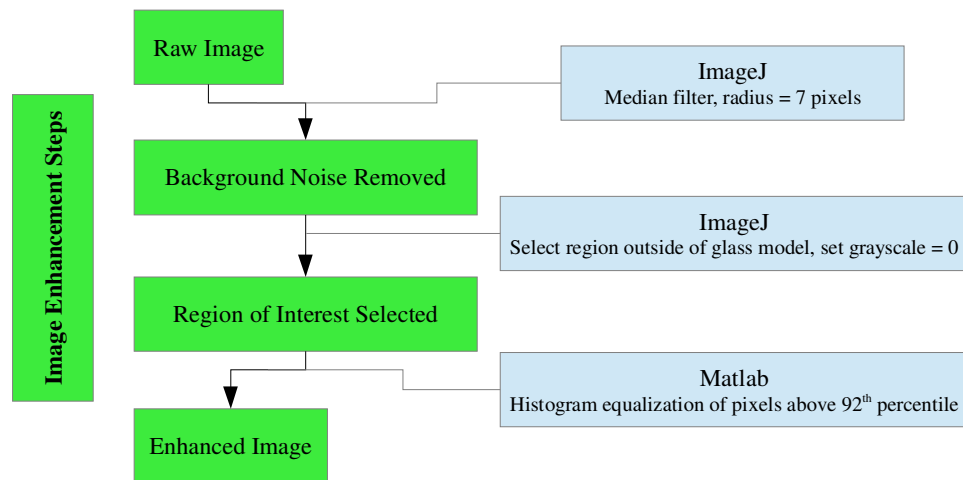 Image Enhancement Steps
Raw Image
ImageJ
Median filter, radius = 7 pixels
Background Noise Removed
ImageJ
Select region outside of glass model, set grayscale = 0
Region of Interest Selected
Matlab
Histogram equalization of pixels above 92th percentile
Enhanced Image